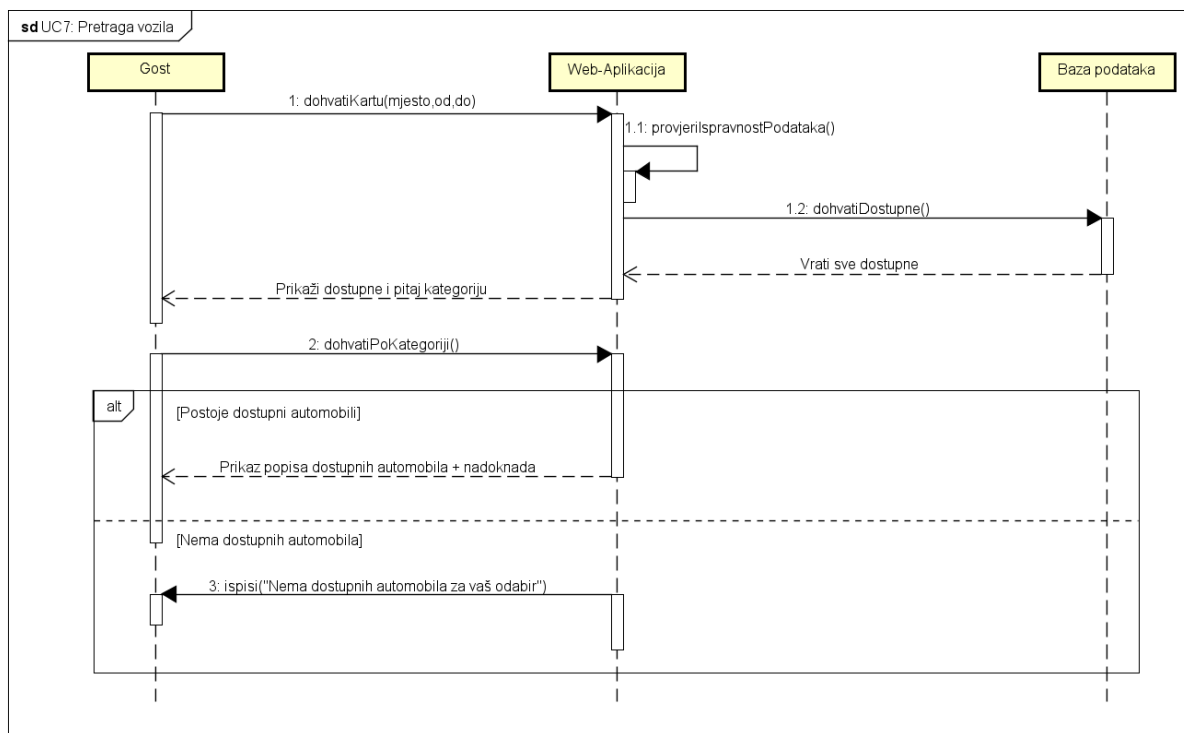 sd UC7: Pretraga vozila
Gost
Web-Aplikacija
Baza podataka
1: dohvatiKartu(mjesto,od,do)
1.1: provjeriIspravnostPodataka()
1.2: dohvatiDostupne()
Vrati sve dostupne
Prikaži dostupne i pitaj kategoriju
2: dohvatiPoKategoriji()
alt
[Postoje dostupni automobili]
Prikaz popisa dostupnih automobila + nadoknada
[Nema dostupnih automobila]
3: ispisi("Nema dostupnih automobila za vaš odabir")